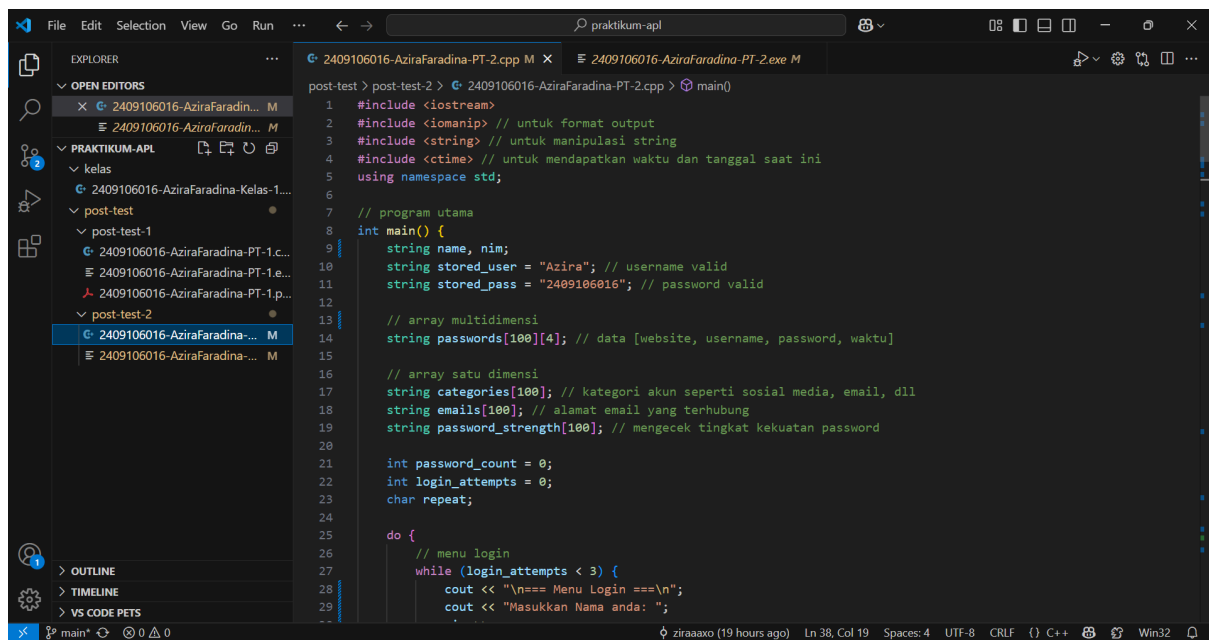 File Edit Selection View Go Run ··· praktikum-apl
EXPLORER ···
OPEN EDITORS
2409106016-AziraFaradin... M
2409106016-AziraFaradin... M
PRAKTIKUM-APL
kelas
2409106016-AziraFaradina-Kelas-1....
post-test
post-test-1
2409106016-AziraFaradina-PT-1.c...
2409106016-AziraFaradina-PT-1.e...
2409106016-AziraFaradina-PT-1.p...
post-test-2
2409106016-AziraFaradina-... M
2409106016-AziraFaradina-... M
OUTLINE
TIMELINE
VS CODE PETS
2
1
2409106016-AziraFaradina-PT-2.cpp M 2409106016-AziraFaradina-PT-2.exe M
post-test > post-test-2 > 2409106016-AziraFaradina-PT-2.cpp > main()
1 #include <iostream>
2 #include <iomanip> // untuk format output
3 #include <string> // untuk manipulasi string
4 #include <ctime> // untuk mendapatkan waktu dan tanggal saat ini
5 using namespace std;
6
7 // program utama
8 int main() {
9 string name, nim;
10 string stored_user = "Azira"; // username valid
11 string stored_pass = "2409106016"; // password valid
12
13 // array multidimensi
14 string passwords[100][4]; // data [website, username, password, waktu]
15
16 // array satu dimensi
17 string categories[100]; // kategori akun seperti sosial media, email, dll
18 string emails[100]; // alamat email yang terhubung
19 string password_strength[100]; // mengecek tingkat kekuatan password
20
21 int password_count = 0;
22 int login_attempts = 0;
23 char repeat;
24
25 do {
26 // menu login
27 while (login_attempts < 3) {
28 cout << "\n=== Menu Login ===\n";
29 cout << "Masukkan Nama anda: ";
main* 0 0 ziraaaxo (19 hours ago) Ln 38, Col 19 Spaces: 4 UTF-8 CRLF {} C++ Win32